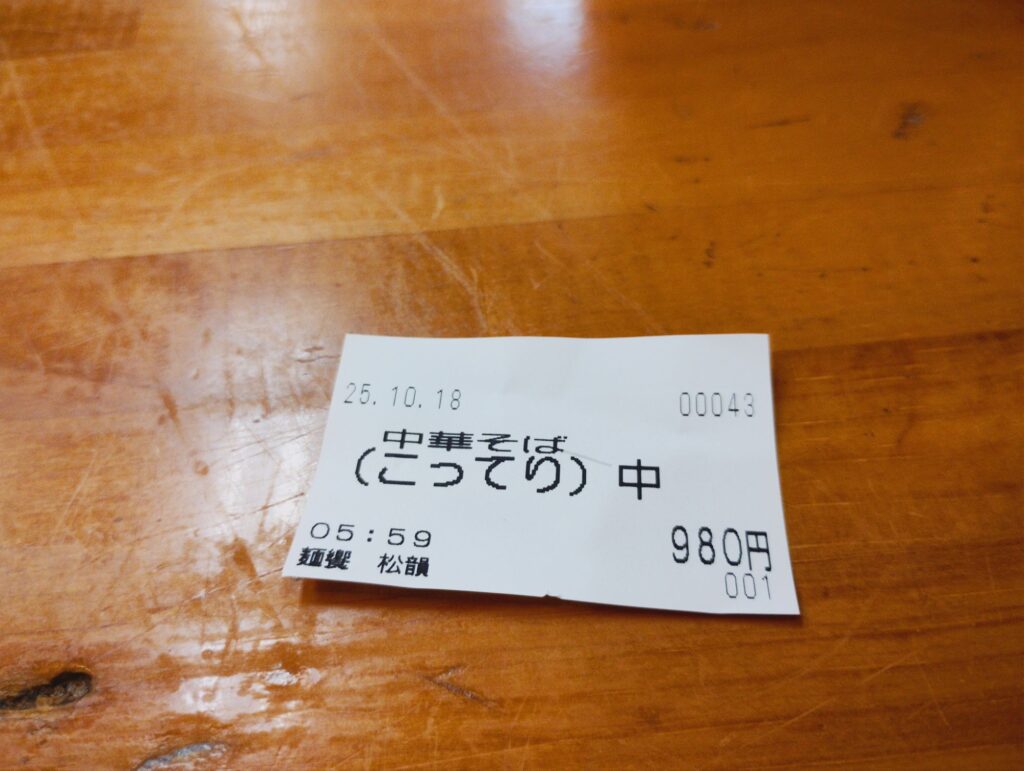 25.10.18 00043
中華そば
(こってり) 中
05:59 980円
麺響 松韻 001